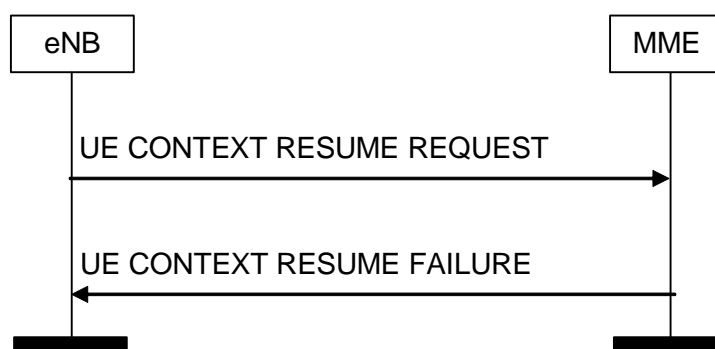 eNB
MME
UE CONTEXT RESUME REQUEST
UE CONTEXT RESUME FAILURE